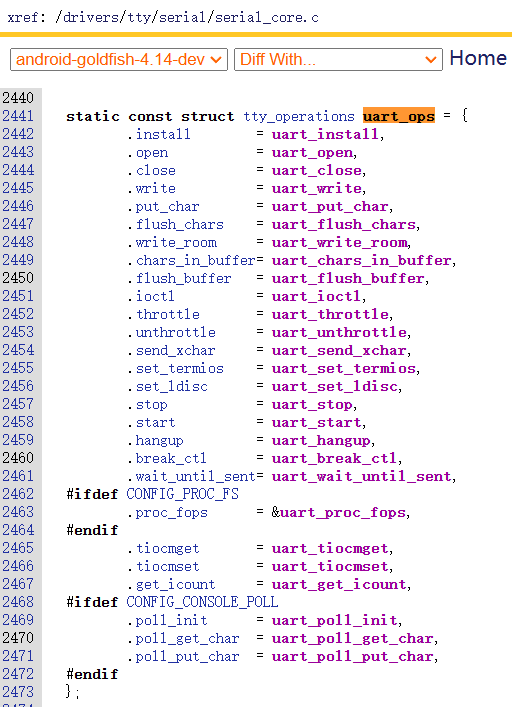 xref: /drivers/tty/serial/serial_core.c
android-goldfish-4.14-dev Diff With... Home
2440
2441 static const struct tty_operations uart_ops = {
2442 .install = uart_install,
2443 .open = uart_open,
2444 .close = uart_close,
2445 .write = uart_write,
2446 .put_char = uart_put_char,
2447 .flush_chars = uart_flush_chars,
2448 .write_room = uart_write_room,
2449 .chars_in_buffer= uart_chars_in_buffer,
2450 .flush_buffer = uart_flush_buffer,
2451 .ioctl = uart_ioctl,
2452 .throttle = uart_throttle,
2453 .unthrottle = uart_unthrottle,
2454 .send_xchar = uart_send_xchar,
2455 .set_termios = uart_set_termios,
2456 .set_ldisc = uart_set_ldisc,
2457 .stop = uart_stop,
2458 .start = uart_start,
2459 .hangup = uart_hangup,
2460 .break_ctl = uart_break_ctl,
2461 .wait_until_sent= uart_wait_until_sent,
2462 #ifdef CONFIG_PROC_FS
2463 .proc_fops = &uart_proc_fops,
2464 #endif
2465 .tiocmget = uart_tiocmget,
2466 .tiocmset = uart_tiocmset,
2467 .get_icount = uart_get_icount,
2468 #ifdef CONFIG_CONSOLE_POLL
2469 .poll_init = uart_poll_init,
2470 .poll_get_char = uart_poll_get_char,
2471 .poll_put_char = uart_poll_put_char,
2472 #endif
2473 };